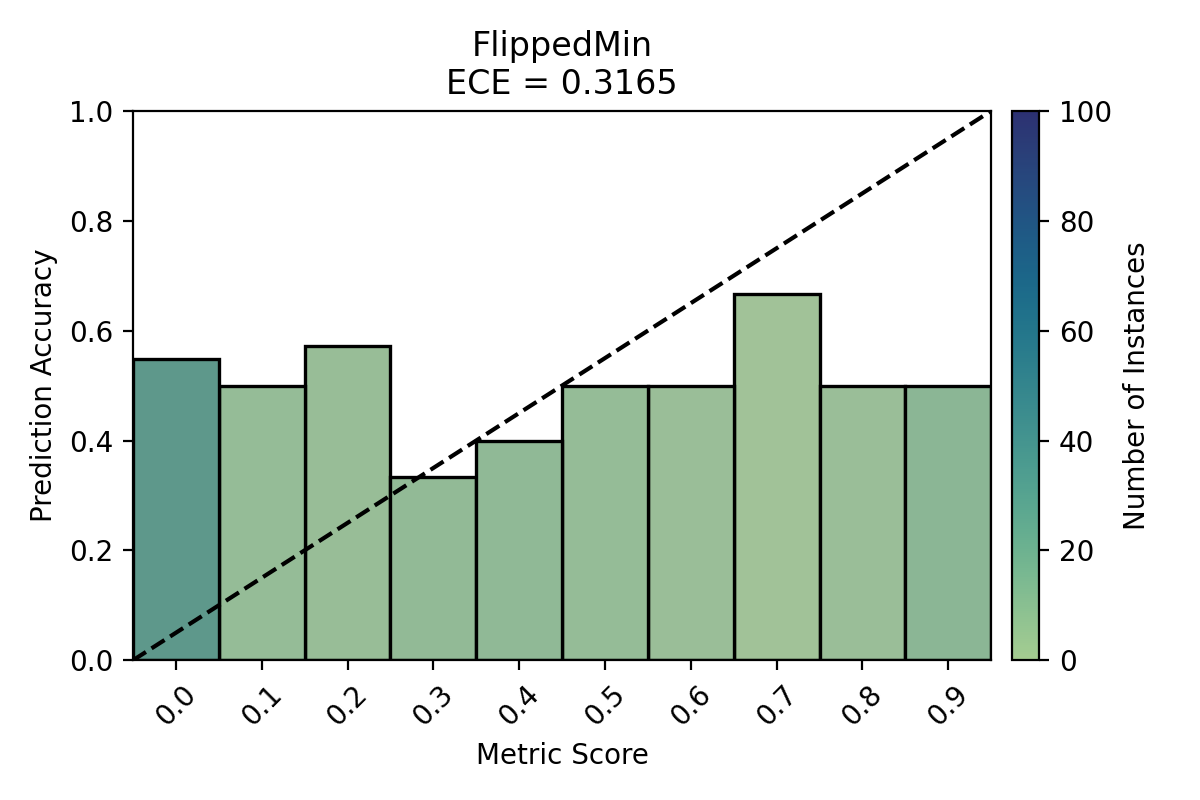 FlippedMin
ECE = 0.3165
Prediction Accuracy
1.0
0.8
0.6
0.4
0.2
0.0
0.0 0.1 0.2 0.3 0.4 0.5 0.6 0.7 0.8 0.9
Metric Score
100
80
60
40
20
0
Number of Instances